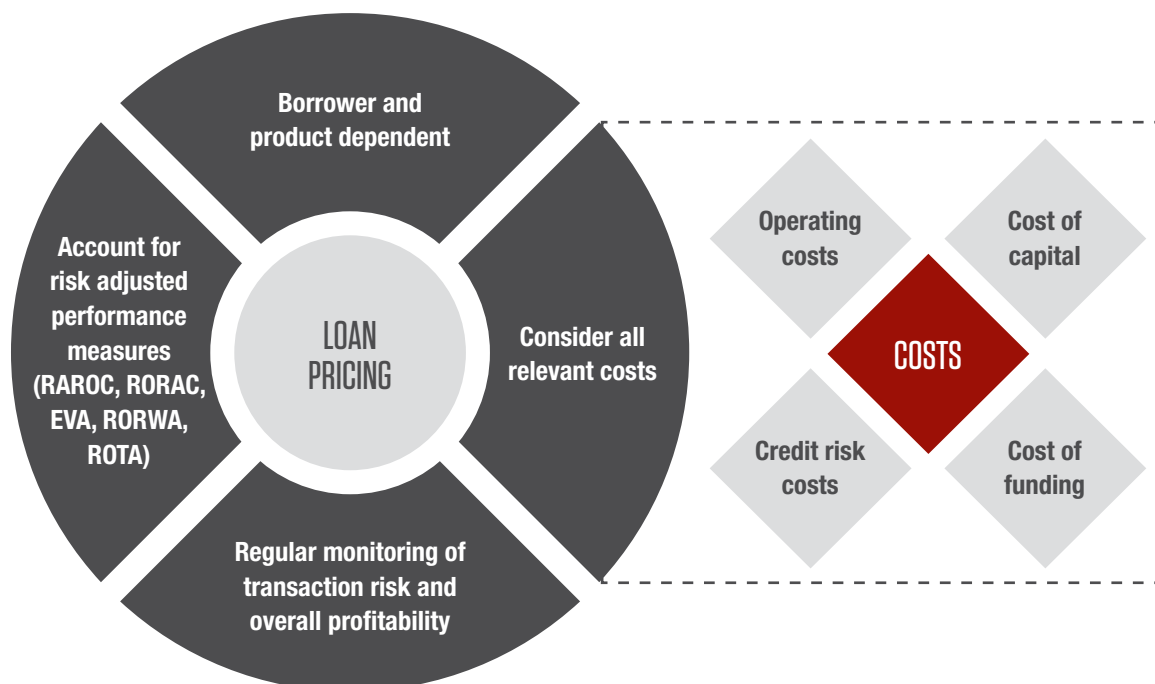 Borrower and
product dependent
Account for
risk adjusted
performance
measures
(RAROC, RORAC,
EVA, RORWA,
ROTA)
LOAN
PRICING
Consider all
relevant costs
Regular monitoring of
transaction risk and
overall profitability
Operating
costs
Cost of
capital
COSTS
Credit risk
costs
Cost of
funding